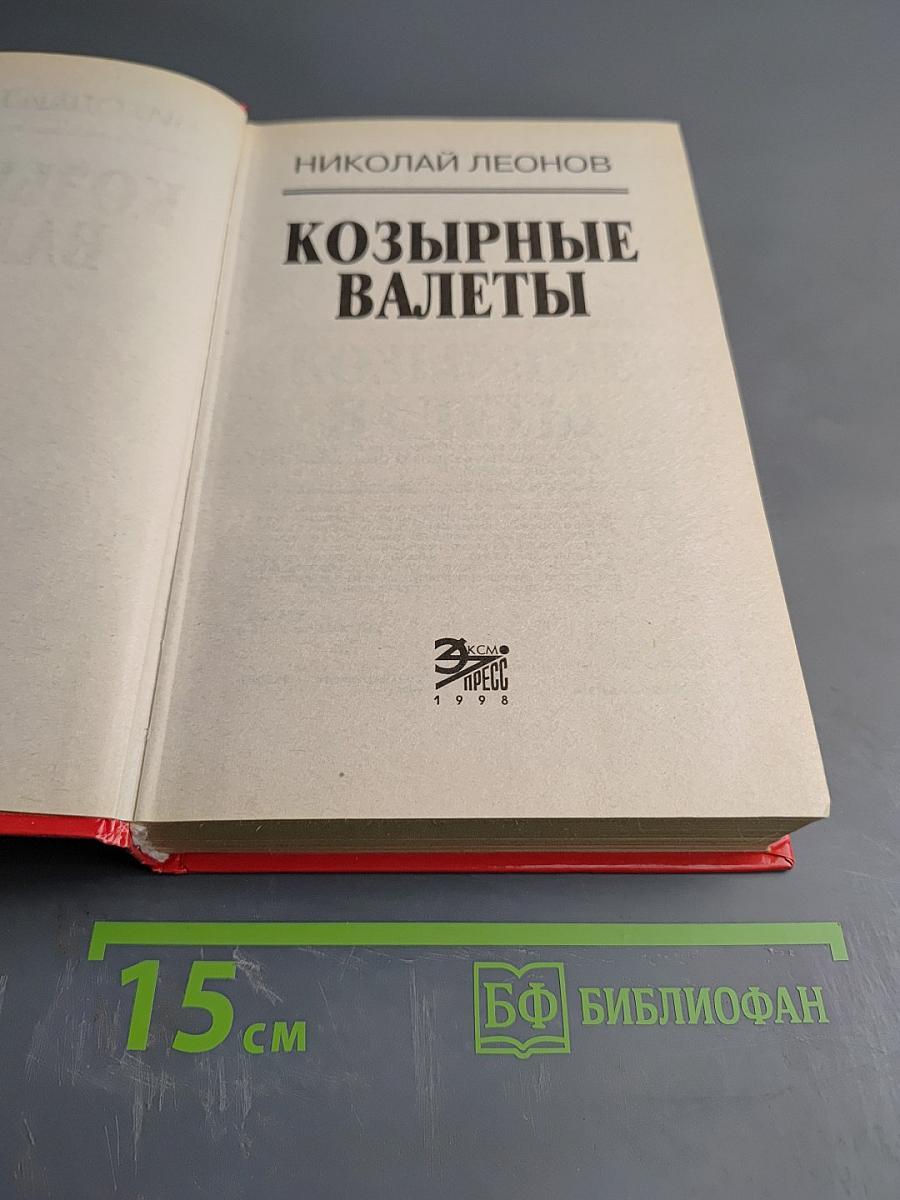 НИКОЛАЙ ЛЕОНОВ
КОЗЫРНЫЕ
ВАЛЕТЫ
ЭКСМО
ПРЕСС
1998
15 см
БФ БИБЛИОФАН